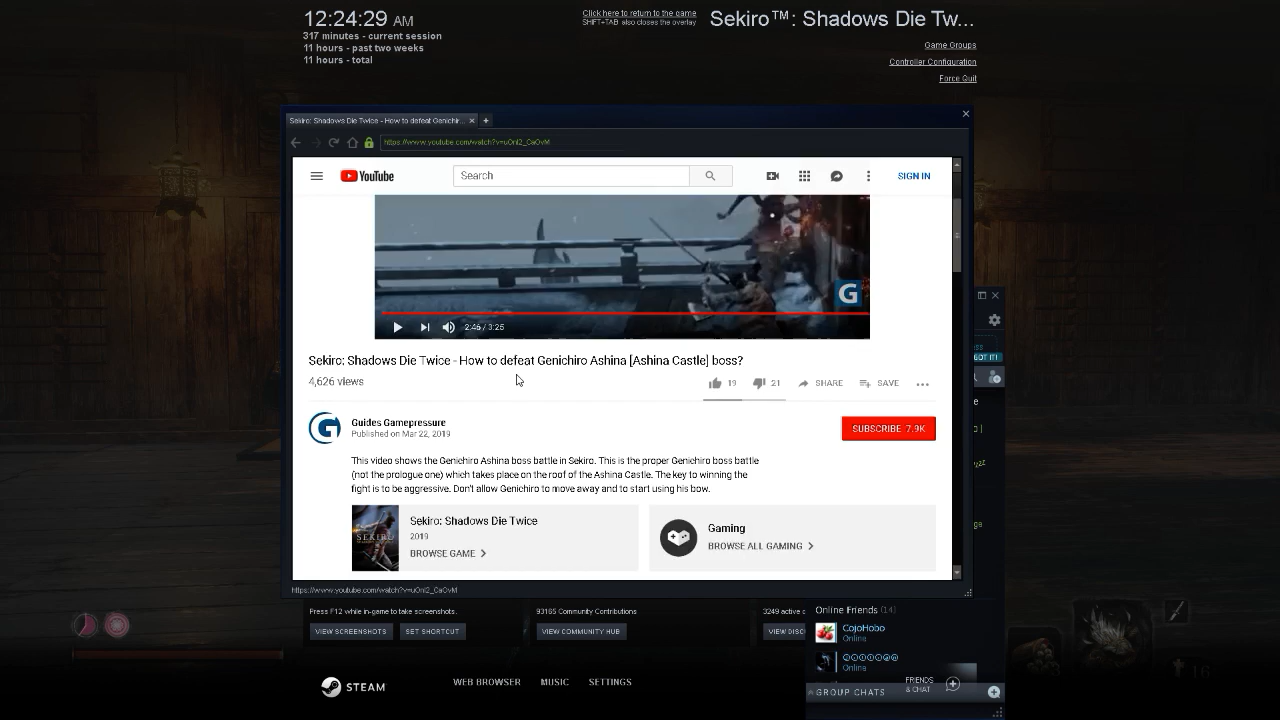 12:24:29 AM
317 minutes - current session
11 hours - past two weeks
11 hours - total
Click here to return to the game
SHIFT+TAB also closes the overlay
Sekiro™: Shadows Die Tw...
Game Groups
Controller Configuration
Force Quit
Sekiro: Shadows Die Twice - How to defeat Genichir...
YouTube
Search
SIGN IN
G
2:46 / 3:25
GOT IT!
Sekiro: Shadows Die Twice - How to defeat Genichiro Ashina [Ashina Castle] boss?
4,626 views
19
21
SHARE
SAVE
Guides Gamepressure
Published on Mar 22, 2019
SUBSCRIBE 7.9K
This video shows the Genichiro Ashina boss battle in Sekiro. This is the proper Genichiro boss battle
(not the prologue one) which takes place on the roof of the Ashina Castle. The key to winning the
fight is to be aggressive. Don't allow Genichiro to move away and to start using his bow.
SEKIRO
Sekiro: Shadows Die Twice
2019
BROWSE GAME
Gaming
BROWSE ALL GAMING
Press F12 while in-game to take screenshots.
VIEW SCREENSHOTS
SET SHORTCUT
93165 Community Contributions
VIEW COMMUNITY HUB
3249 active
VIEW
Online Friends (14)
CojoHobo
Online
Online
16
STEAM
WEB BROWSER
MUSIC
SETTINGS
FRIENDS
& CHAT
GROUP CHATS